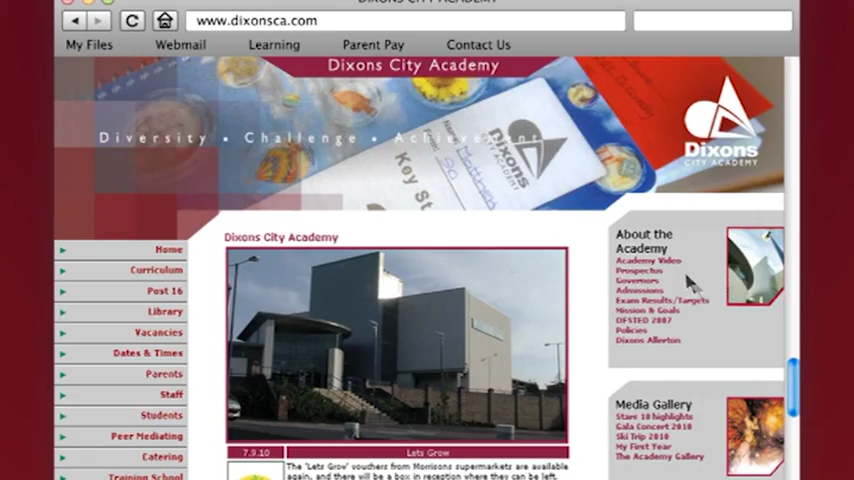 DIXONS CITY ACADEMY
www.dixonsca.com
My Files
Webmail
Learning
Parent Pay
Contact Us
Dixons City Academy
Diversity • Challenge • Achievement
Dixons
CITY ACADEMY
Dixons
CITY ACADEMY
Key St
Home
Curriculum
Post 16
Library
Vacancies
Dates & Times
Parents
Staff
Students
Peer Mediating
Catering
Training School
Dixons City Academy
7.9.10
Lets Grow
The 'Lets Grow' vouchers from Morrisons supermarkets are available
again, and there will be a box in reception where they can be left.
About the
Academy
Academy Video
Prospectus
Governors
Admissions
Exam Results/Targets
Mission & Goals
OFSTED 2007
Policies
Dixons Allerton
Media Gallery
Stars 10 highlights
Gala Concert 2010
Ski Trip 2010
My First Year
The Academy Gallery